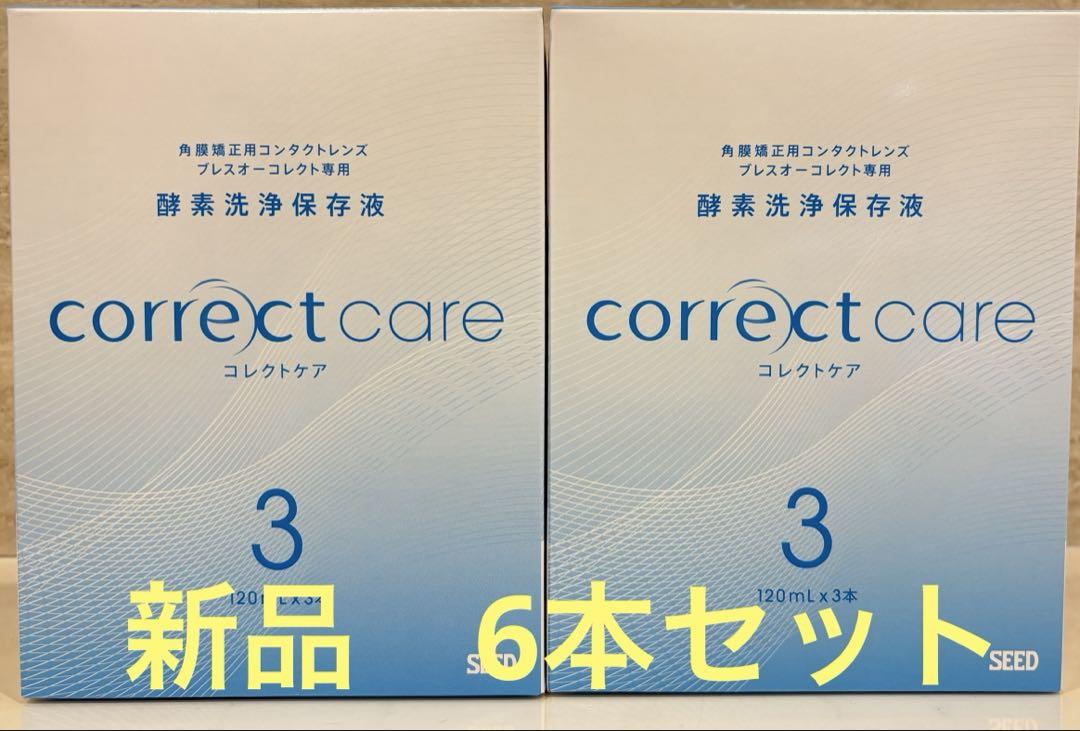 角膜矯正用コンタクトレンズ
ブレスオーコレクト専用
酵素洗浄保存液
correct care
コレクトケア
3
120mL x 3本
SEED
角膜矯正用コンタクトレンズ
ブレスオーコレクト専用
酵素洗浄保存液
correct care
コレクトケア
3
120mL x 3本
SEED
新品 6本セット